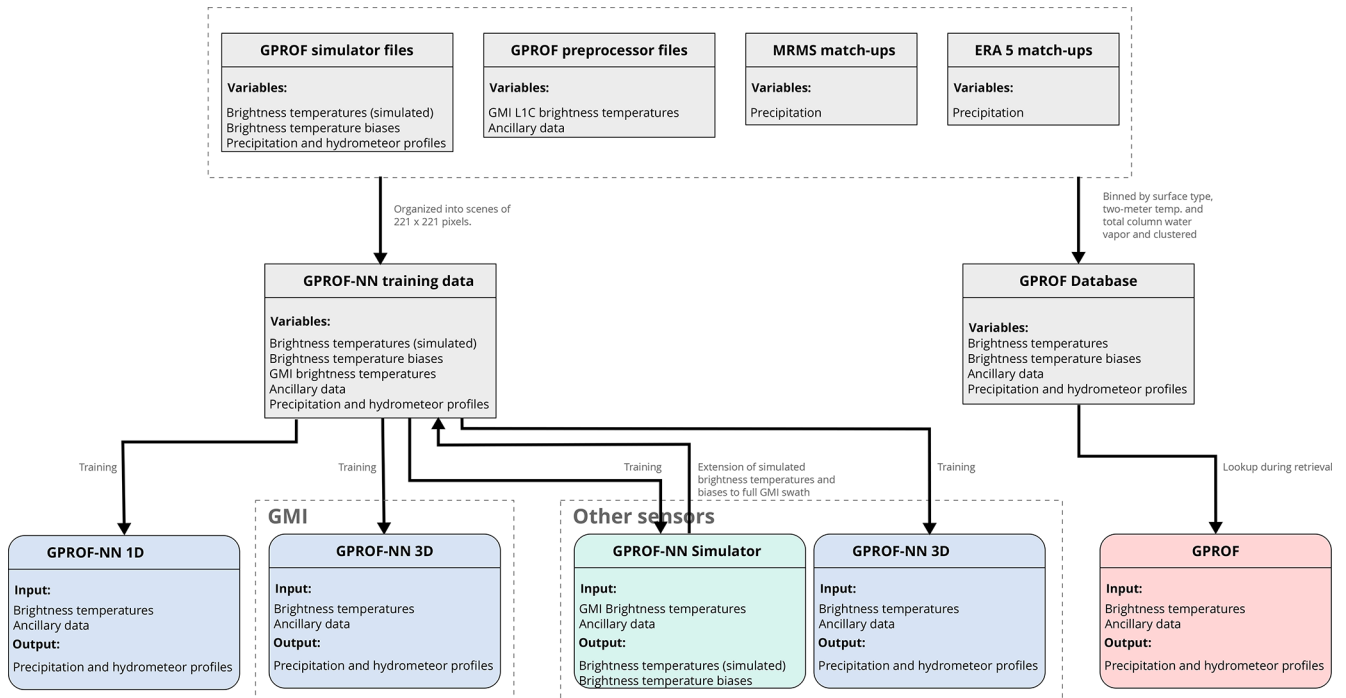 GPROF simulator files
Variables:
Brightness temperatures (simulated)
Brightness temperature biases
Precipitation and hydrometeor profiles
GPROF preprocessor files
Variables:
GMI L1C brightness temperatures
Ancillary data
MRMS match-ups
Variables:
Precipitation
ERA 5 match-ups
Variables:
Precipitation
Organized into scenes of
221 x 221 pixels.
Binned by surface type,
two-meter temp. and
total column water
vapor and clustered
GPROF-NN training data
Variables:
Brightness temperatures (simulated)
Brightness temperature biases
GMI brightness temperatures
Ancillary data
Precipitation and hydrometeor profiles
GPROF Database
Variables:
Brightness temperatures
Brightness temperature biases
Ancillary data
Precipitation and hydrometeor profiles
Training
Training
Training
Extension of simulated
brightness temperatures and
biases to full GMI swath
Training
Lookup during retrieval
GPROF-NN 1D
Input:
Brightness temperatures
Ancillary data
Output:
Precipitation and hydrometeor profiles
GMI
GPROF-NN 3D
Input:
Brightness temperatures
Ancillary data
Output:
Precipitation and hydrometeor profiles
Other sensors
GPROF-NN Simulator
Input:
GMI Brightness temperatures
Ancillary data
Output:
Brightness temperatures (simulated)
Brightness temperature biases
GPROF-NN 3D
Input:
Brightness temperatures
Ancillary data
Output:
Precipitation and hydrometeor profiles
GPROF
Input:
Brightness temperatures
Ancillary data
Output:
Precipitation and hydrometeor profiles